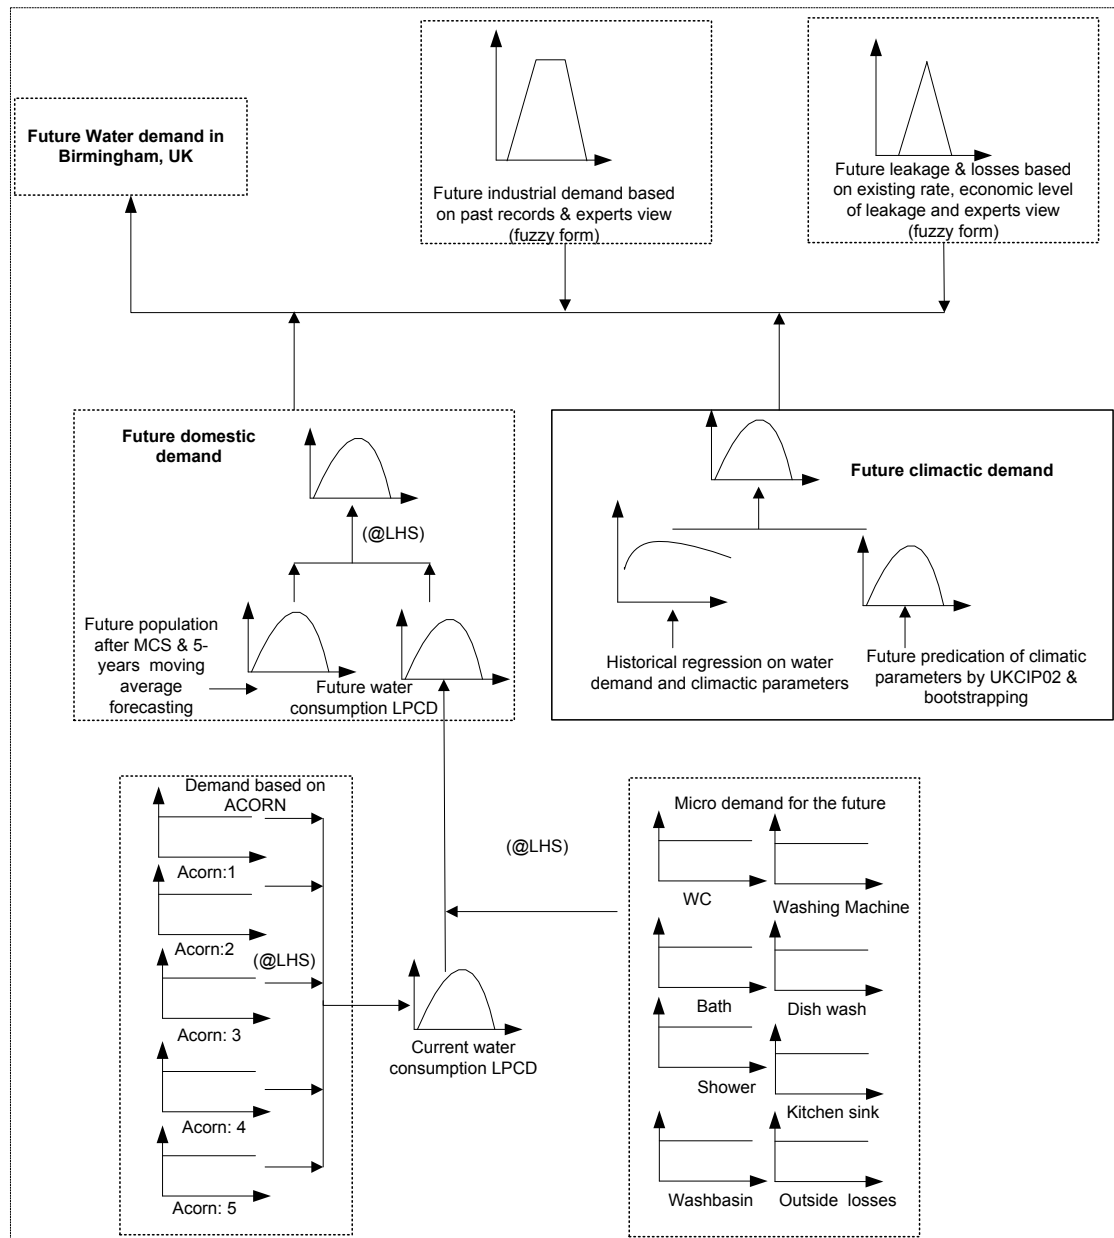 Future Water demand in
Birmingham, UK
Future industrial demand based
on past records & experts view
(fuzzy form)
Future leakage & losses based
on existing rate, economic level
of leakage and experts view
(fuzzy form)
Future domestic
demand
(@LHS)
Future population
after MCS & 5-
years moving
average
forecasting
Future water
consumption LPCD
Future climactic demand
Historical regression on water
demand and climactic parameters
Future predication of climatic
parameters by UKCIP02 &
bootstrapping
Demand based on
ACORN
Acorn:1
Acorn:2
(@LHS)
Acorn: 3
Acorn: 4
Acorn: 5
(@LHS)
Current water
consumption LPCD
Micro demand for the future
WC
Washing Machine
Bath
Dish wash
Shower
Kitchen sink
Washbasin
Outside losses